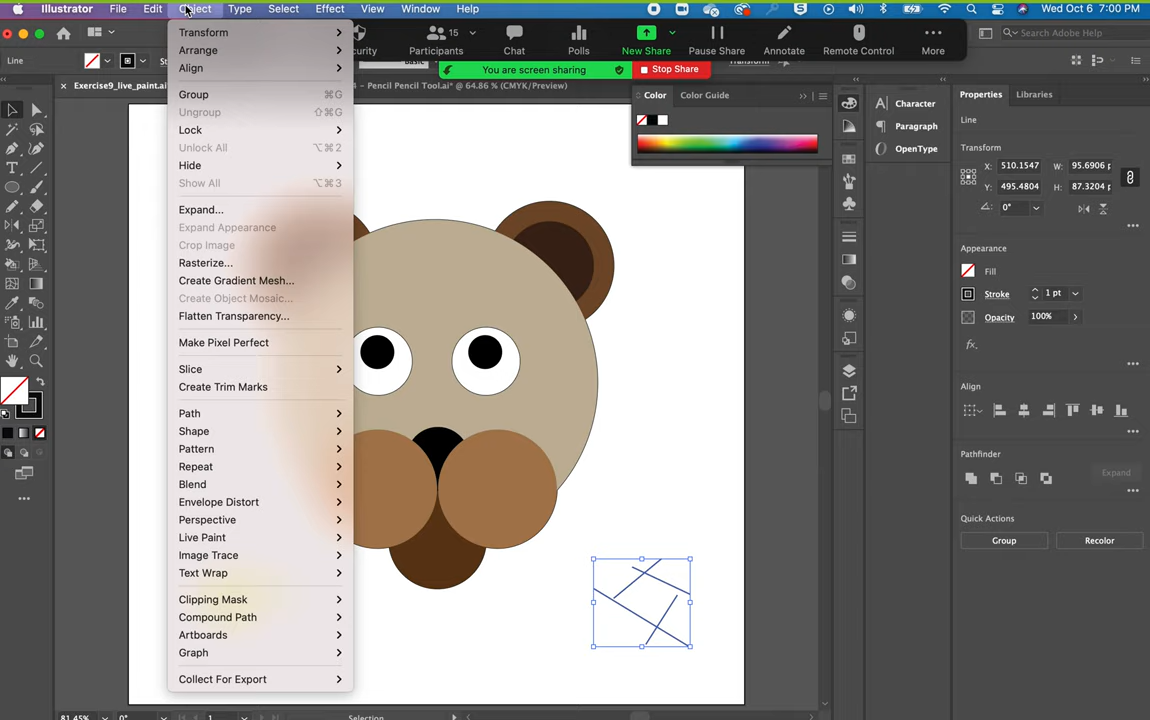 Illustrator File Edit Object Type Select Effect View Window Help Wed Oct 6 7:00 PM
Participants 15 Chat Polls New Share Pause Share Annotate Remote Control More
You are screen sharing Stop Share
Search Adobe Help
Line
Exercise9_live_paint.ai
- Pencil Pencil Tool.ai* @ 64.86 % (CMYK/Preview)
Transform
Arrange
Align
Group ⌘G
Ungroup ⇧⌘G
Lock
Unlock All ⌥⌘2
Hide
Show All ⌥⌘3
Expand...
Expand Appearance
Crop Image
Rasterize...
Create Gradient Mesh...
Create Object Mosaic...
Flatten Transparency...
Make Pixel Perfect
Slice
Create Trim Marks
Path
Shape
Pattern
Repeat
Blend
Envelope Distort
Perspective
Live Paint
Image Trace
Text Wrap
Clipping Mask
Compound Path
Artboards
Graph
Collect For Export
Color Color Guide
Character
Paragraph
OpenType
Properties Libraries
Line
Transform
X: 510.1547 W: 95.6906 p
Y: 495.4804 H: 87.3204 p
0°
Appearance
Fill
Stroke 1 pt
Opacity 100%
fx.
Align
Pathfinder
Expand
Quick Actions
Group Recolor
81.45% 0° 1 Selection